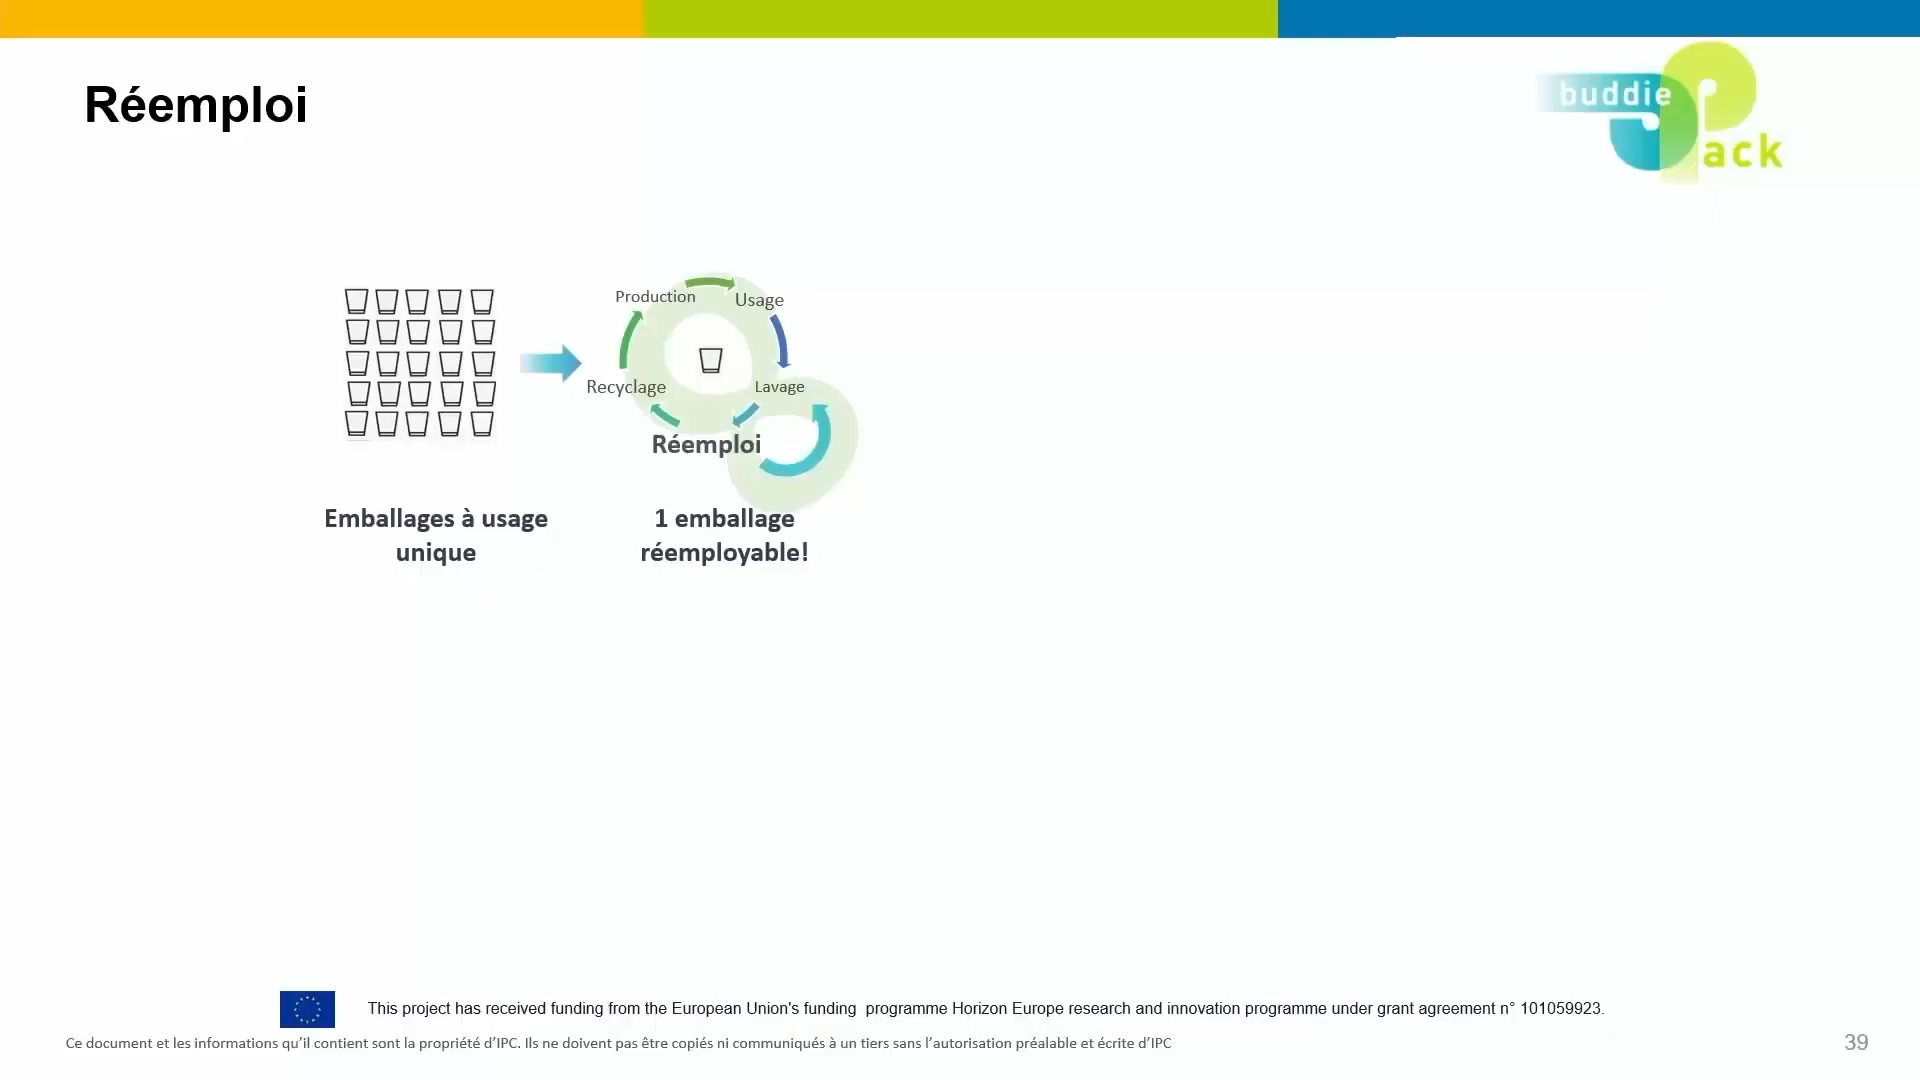 Réemploi
buddie
Pack
Production
Usage
Recyclage
Lavage
Réemploi
Emballages à usage
unique
1 emballage
réemployable!
This project has received funding from the European Union's funding programme Horizon Europe research and innovation programme under grant agreement n° 101059923.
Ce document et les informations qu’il contient sont la propriété d’IPC. Ils ne doivent pas être copiés ni communiqués à un tiers sans l’autorisation préalable et écrite d’IPC
39